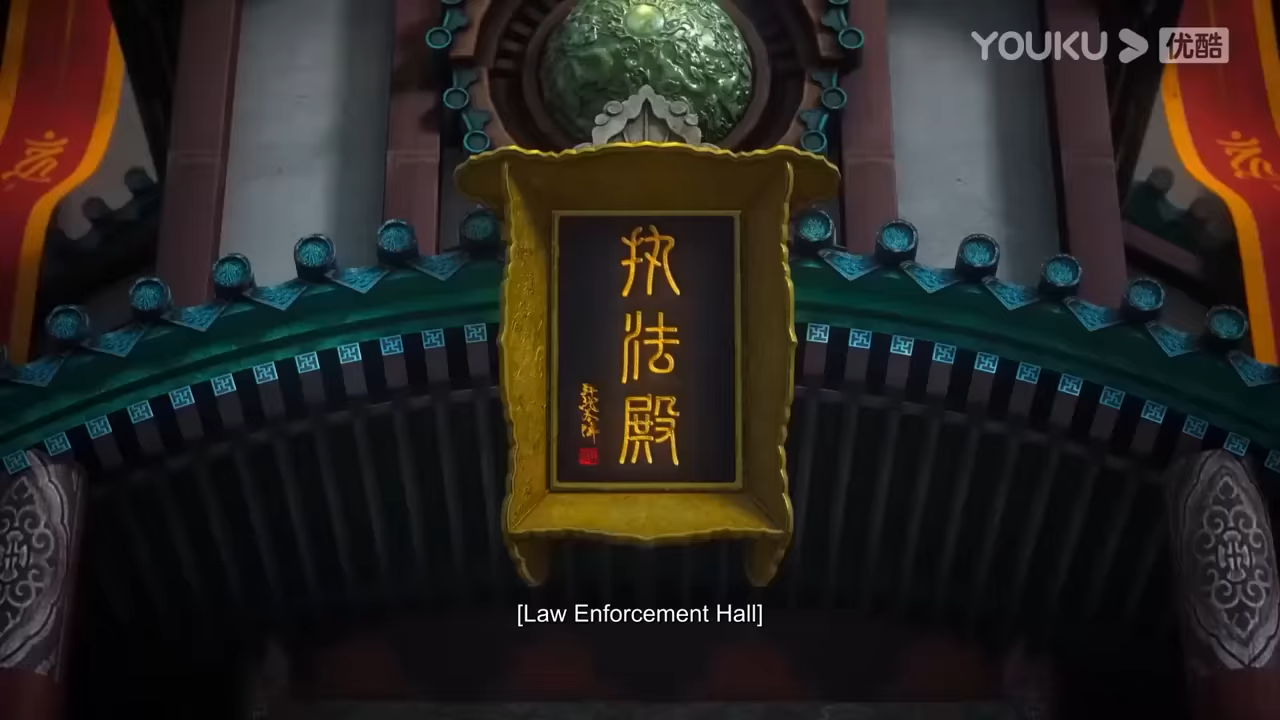 YOUKU 优酷
执法殿
[Law Enforcement Hall]